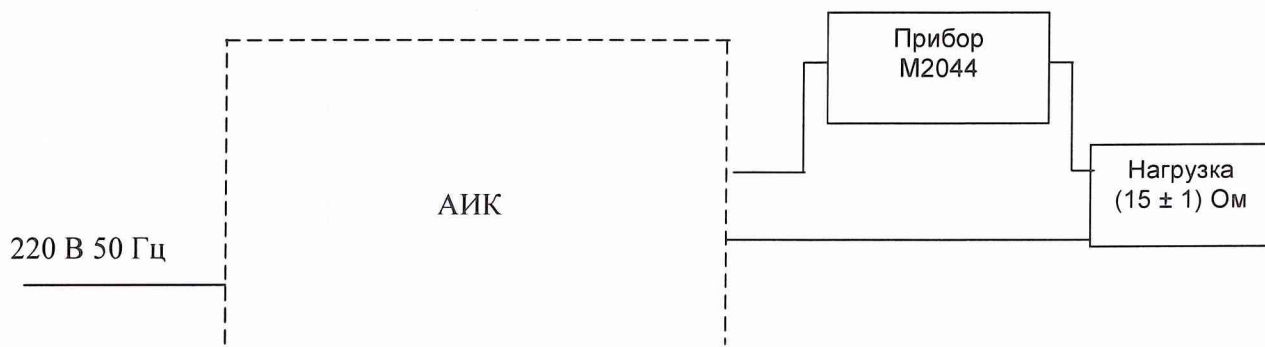 Прибор
М2044
Нагрузка
(15 ± 1) Ом
АИК
220 В 50 Гц